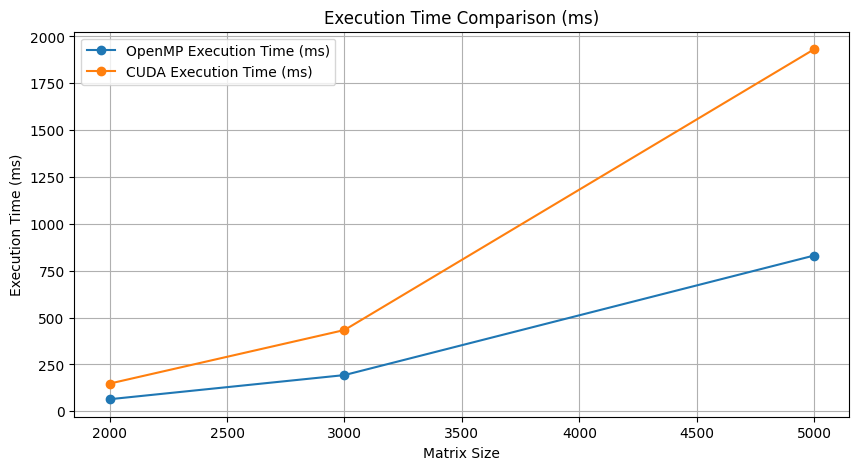 Execution Time Comparison (ms)
OpenMP Execution Time (ms)
CUDA Execution Time (ms)
Execution Time (ms)
2000
1750
1500
1250
1000
750
500
250
0
2000 2500 3000 3500 4000 4500 5000
Matrix Size